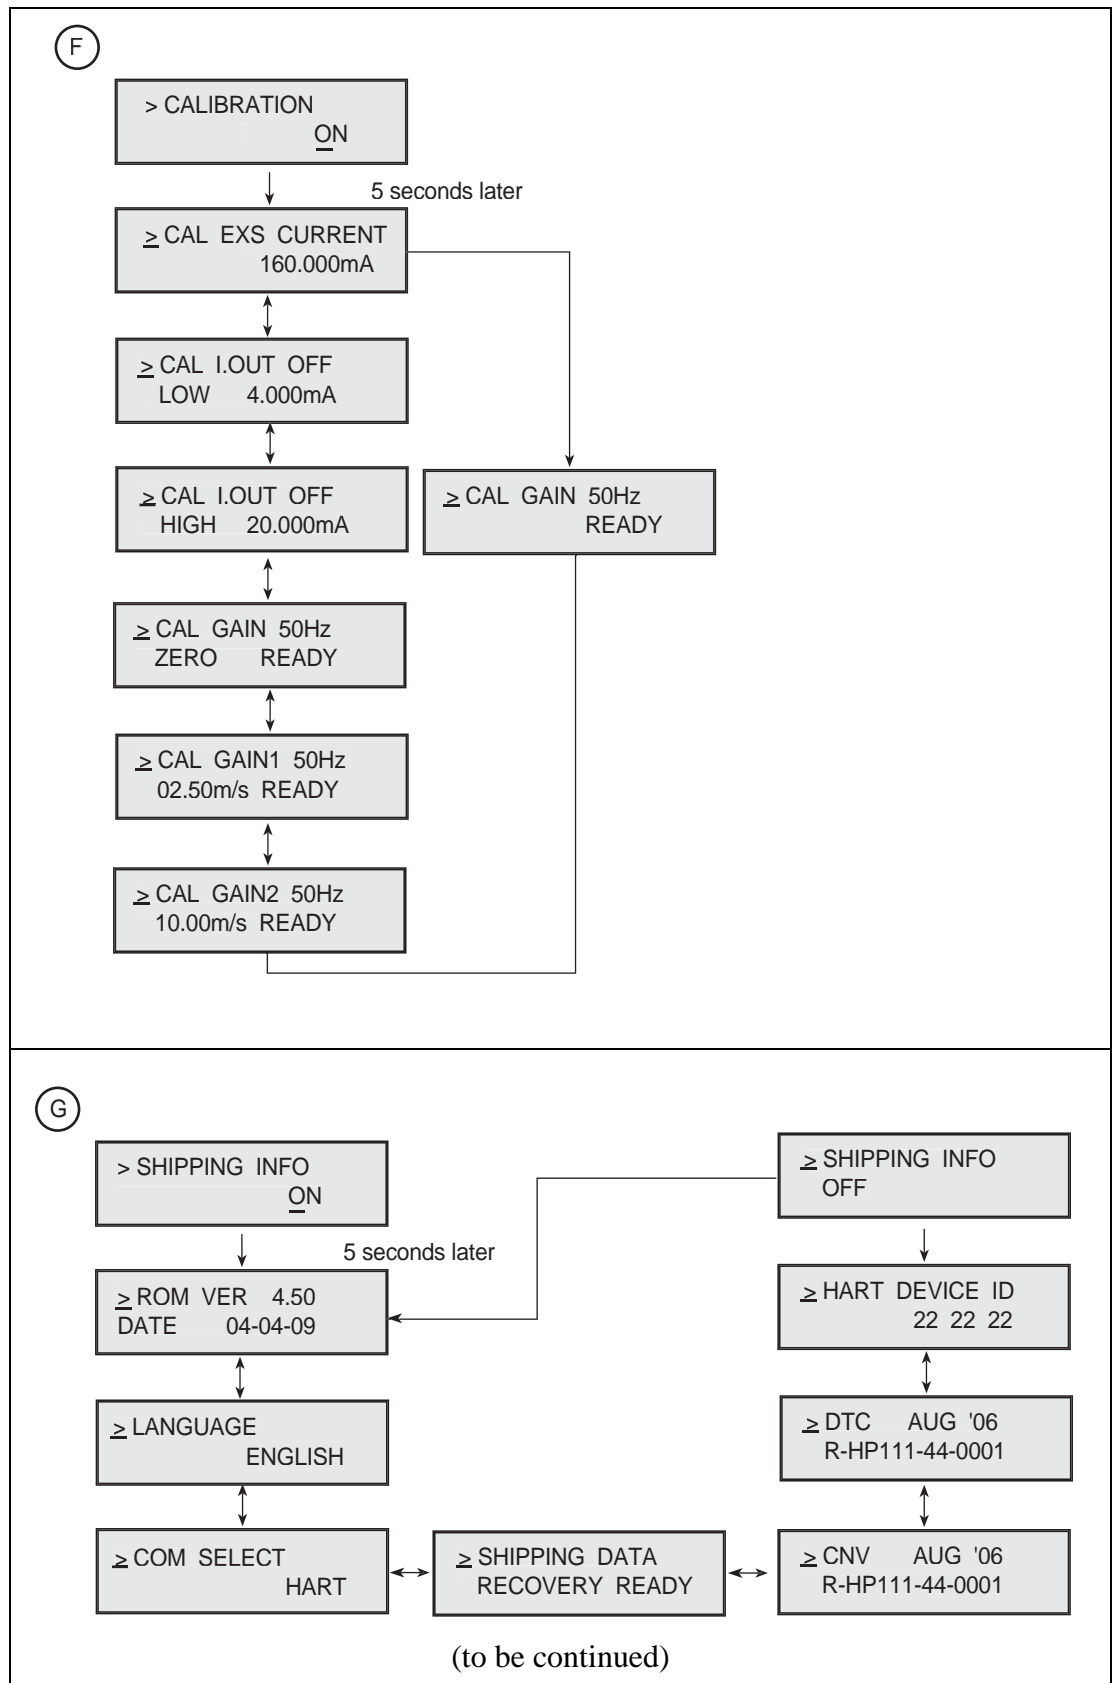 F
> CALIBRATION
ON
5 seconds later
> CAL EXS CURRENT
160.000mA
> CAL I.OUT OFF
LOW 4.000mA
> CAL I.OUT OFF
HIGH 20.000mA
> CAL GAIN 50Hz
READY
> CAL GAIN 50Hz
ZERO READY
> CAL GAIN1 50Hz
02.50m/s READY
> CAL GAIN2 50Hz
10.00m/s READY
G
> SHIPPING INFO
ON
5 seconds later
> ROM VER 4.50
DATE 04-04-09
> LANGUAGE
ENGLISH
> COM SELECT
HART
> SHIPPING DATA
RECOVERY READY
> SHIPPING INFO
OFF
> HART DEVICE ID
22 22 22
> DTC AUG '06
R-HP111-44-0001
> CNV AUG '06
R-HP111-44-0001
(to be continued)